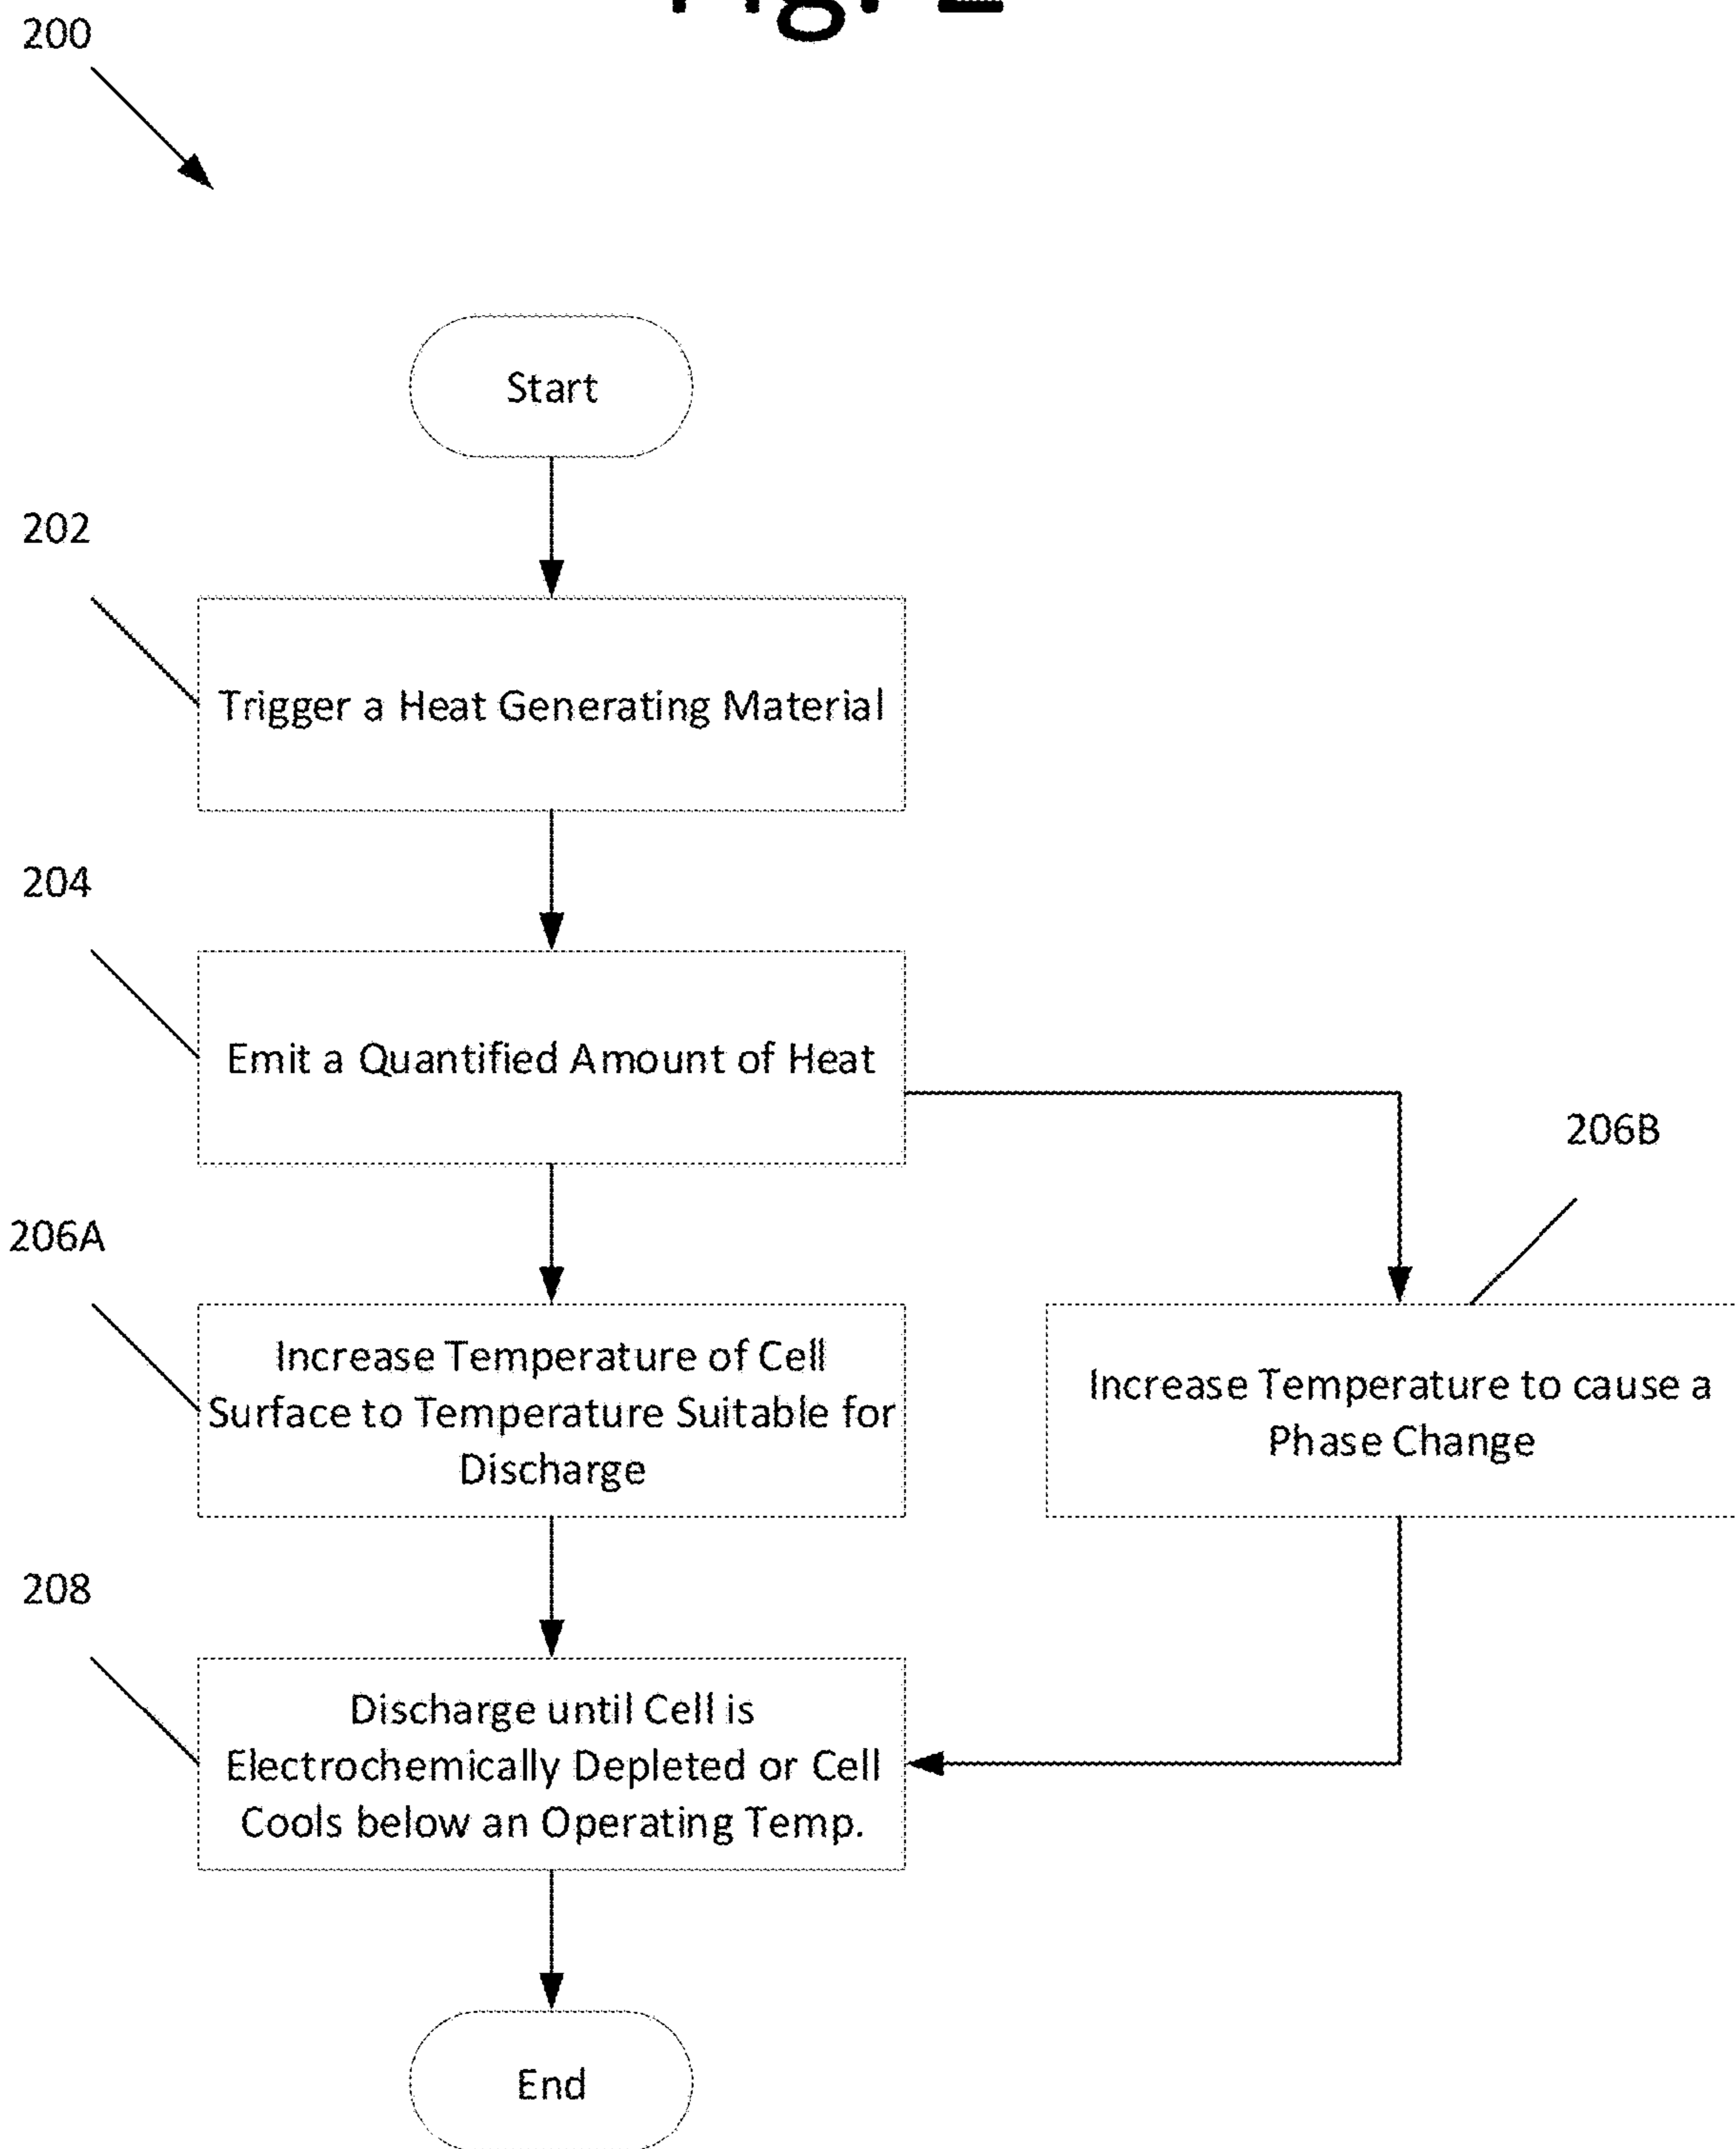 200
Start
202
Trigger a Heat Generating Material
204
Emit a Quantified Amount of Heat
206B
206A
Increase Temperature of Cell
Surface to Temperature Suitable for
Discharge
Increase Temperature to cause a
Phase Change
208
Discharge until Cell is
Electrochemically Depleted or Cell
Cools below an Operating Temp.
End